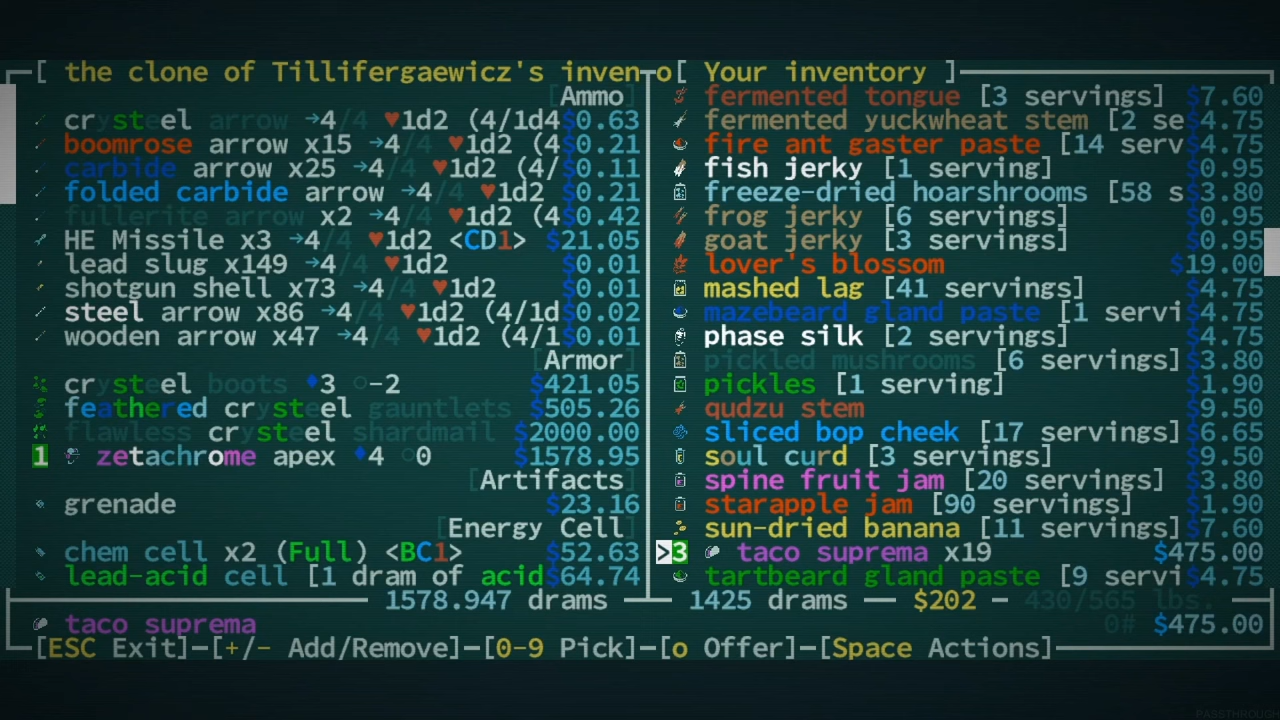 [ the clone of Tillifergaewicz's inven
[Ammo]
crysteel arrow →4/4 ♥1d2 (4/1d4 $0.63
boomrose arrow x15 →4/4 ♥1d2 (4 $0.21
carbide arrow x25 →4/4 ♥1d2 (4/ $0.11
folded carbide arrow →4/4 ♥1d2 $0.21
fullerite arrow x2 →4/4 ♥1d2 (4 $0.42
HE Missile x3 →4/4 ♥1d2 <CD1> $21.05
lead slug x149 →4/4 ♥1d2 $0.01
shotgun shell x73 →4/4 ♥1d2 $0.01
steel arrow x86 →4/4 ♥1d2 (4/1d $0.02
wooden arrow x47 →4/4 ♥1d2 (4/1 $0.01
[Armor]
crysteel boots ♦3 ○-2 $421.05
feathered crysteel gauntlets $505.26
flawless crysteel shardmail $2000.00
1 zetachrome apex ♦4 ○0 $1578.95
[Artifacts]
grenade $23.16
[Energy Cell]
chem cell x2 (Full) <BC1> $52.63
lead-acid cell [1 dram of acid $64.74
1578.947 drams
o[ Your inventory ]
fermented tongue [3 servings] $7.60
fermented yuckwheat stem [2 se $4.75
fire ant gaster paste [14 serv $4.75
fish jerky [1 serving] $0.95
freeze-dried hoarshrooms [58 s $3.80
frog jerky [6 servings] $0.95
goat jerky [3 servings] $0.95
lover's blossom $19.00
mashed lag [41 servings] $4.75
mazebeard gland paste [1 servi $4.75
phase silk [2 servings] $4.75
pickled mushrooms [6 servings] $3.80
pickles [1 serving] $1.90
qudzu stem $9.50
sliced bop cheek [17 servings] $6.65
soul curd [3 servings] $9.50
spine fruit jam [20 servings] $3.80
starapple jam [90 servings] $1.90
sun-dried banana [11 servings] $7.60
>3 taco suprema x19 $475.00
tartbeard gland paste [9 servi $4.75
1425 drams — $202 — 430/565 lbs.
taco suprema 0# $475.00
[ESC Exit]—[+/- Add/Remove]—[0-9 Pick]—[o Offer]—[Space Actions]
PASSTHROUGH